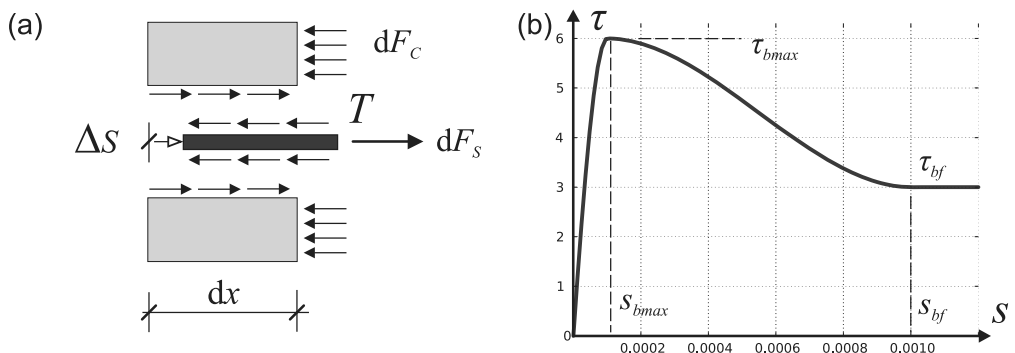 (a)
dF_C
T
ΔS
dF_S
dx
(b)
τ
6
τ_bmax
5
4
τ_bf
3
2
1
s_bmax
s_bf
s
0
0.0002
0.0004
0.0006
0.0008
0.0010